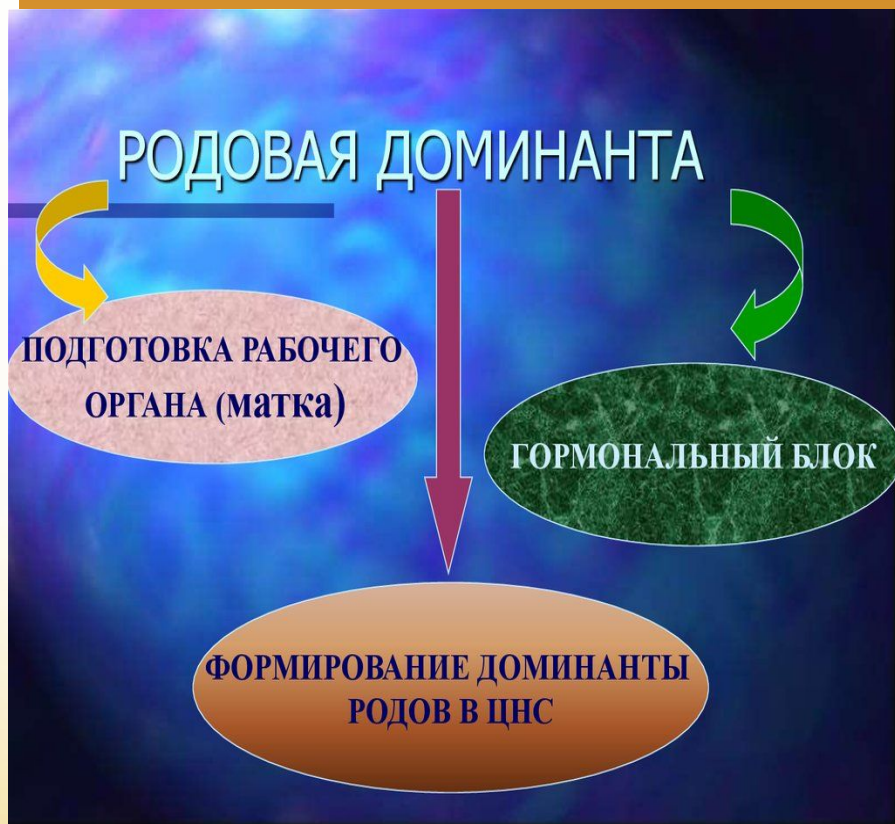 РОДОВАЯ ДОМИНАНТА
ПОДГОТОВКА РАБОЧЕГО
ОРГАНА (матка)
ГОРМОНАЛЬНЫЙ БЛОК
ФОРМИРОВАНИЕ ДОМИНАНТЫ
РОДОВ В ЦНС